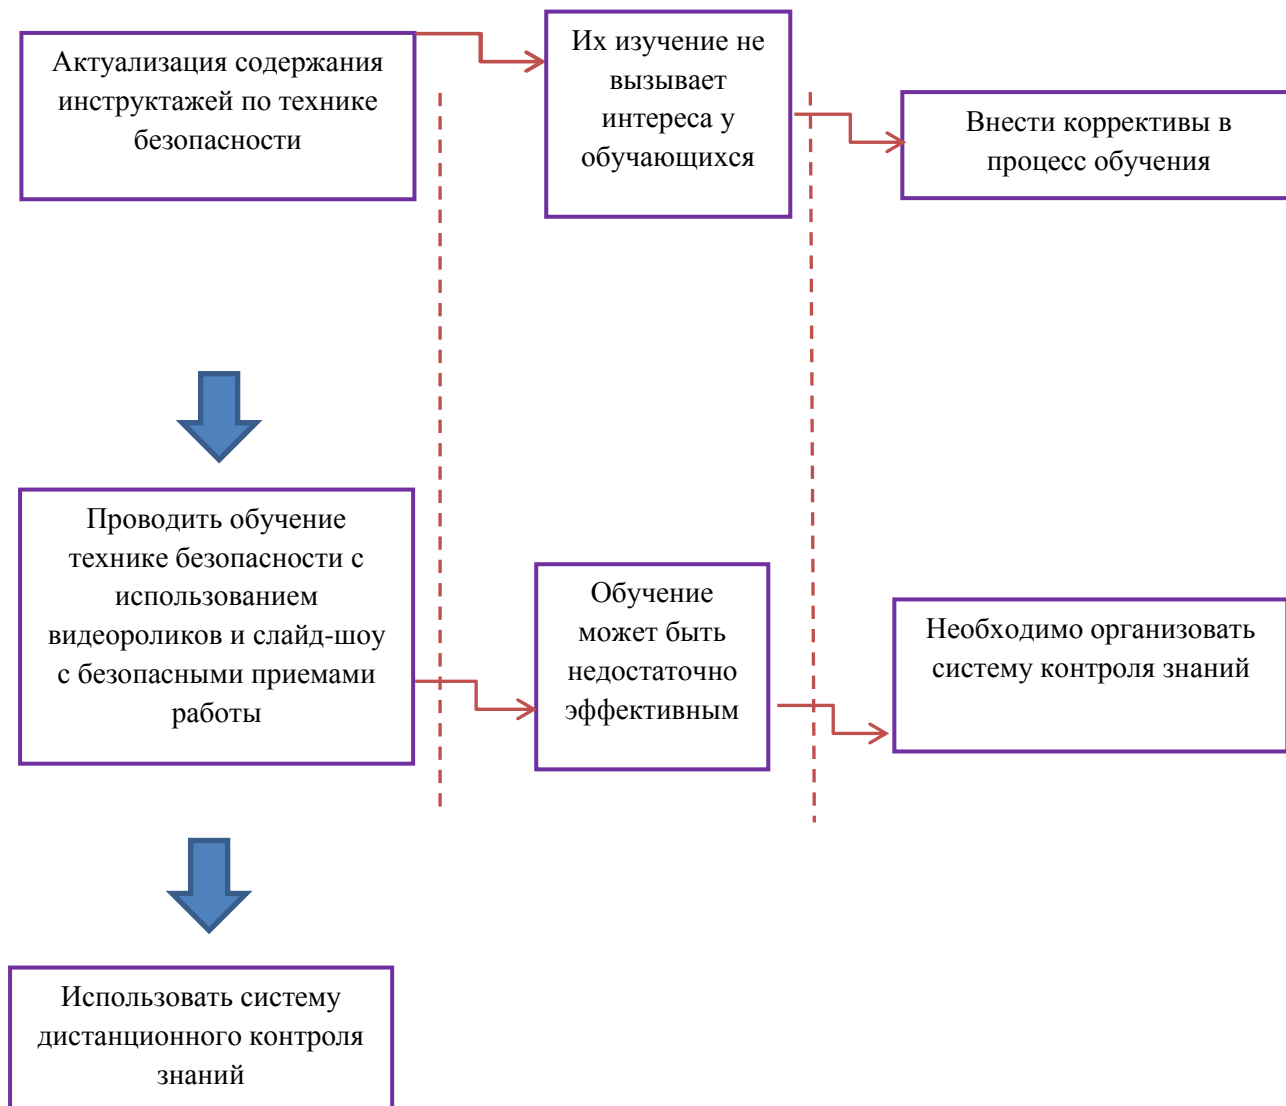 Актуализация содержания
инструктажей по технике
безопасности
Их изучение не
вызывает
интереса у
обучающихся
Внести коррективы в
процесс обучения
Проводить обучение
технике безопасности с
использованием
видеороликов и слайд-шоу
с безопасными приемами
работы
Обучение
может быть
недостаточно
эффективным
Необходимо организовать
систему контроля знаний
Использовать систему
дистанционного контроля
знаний